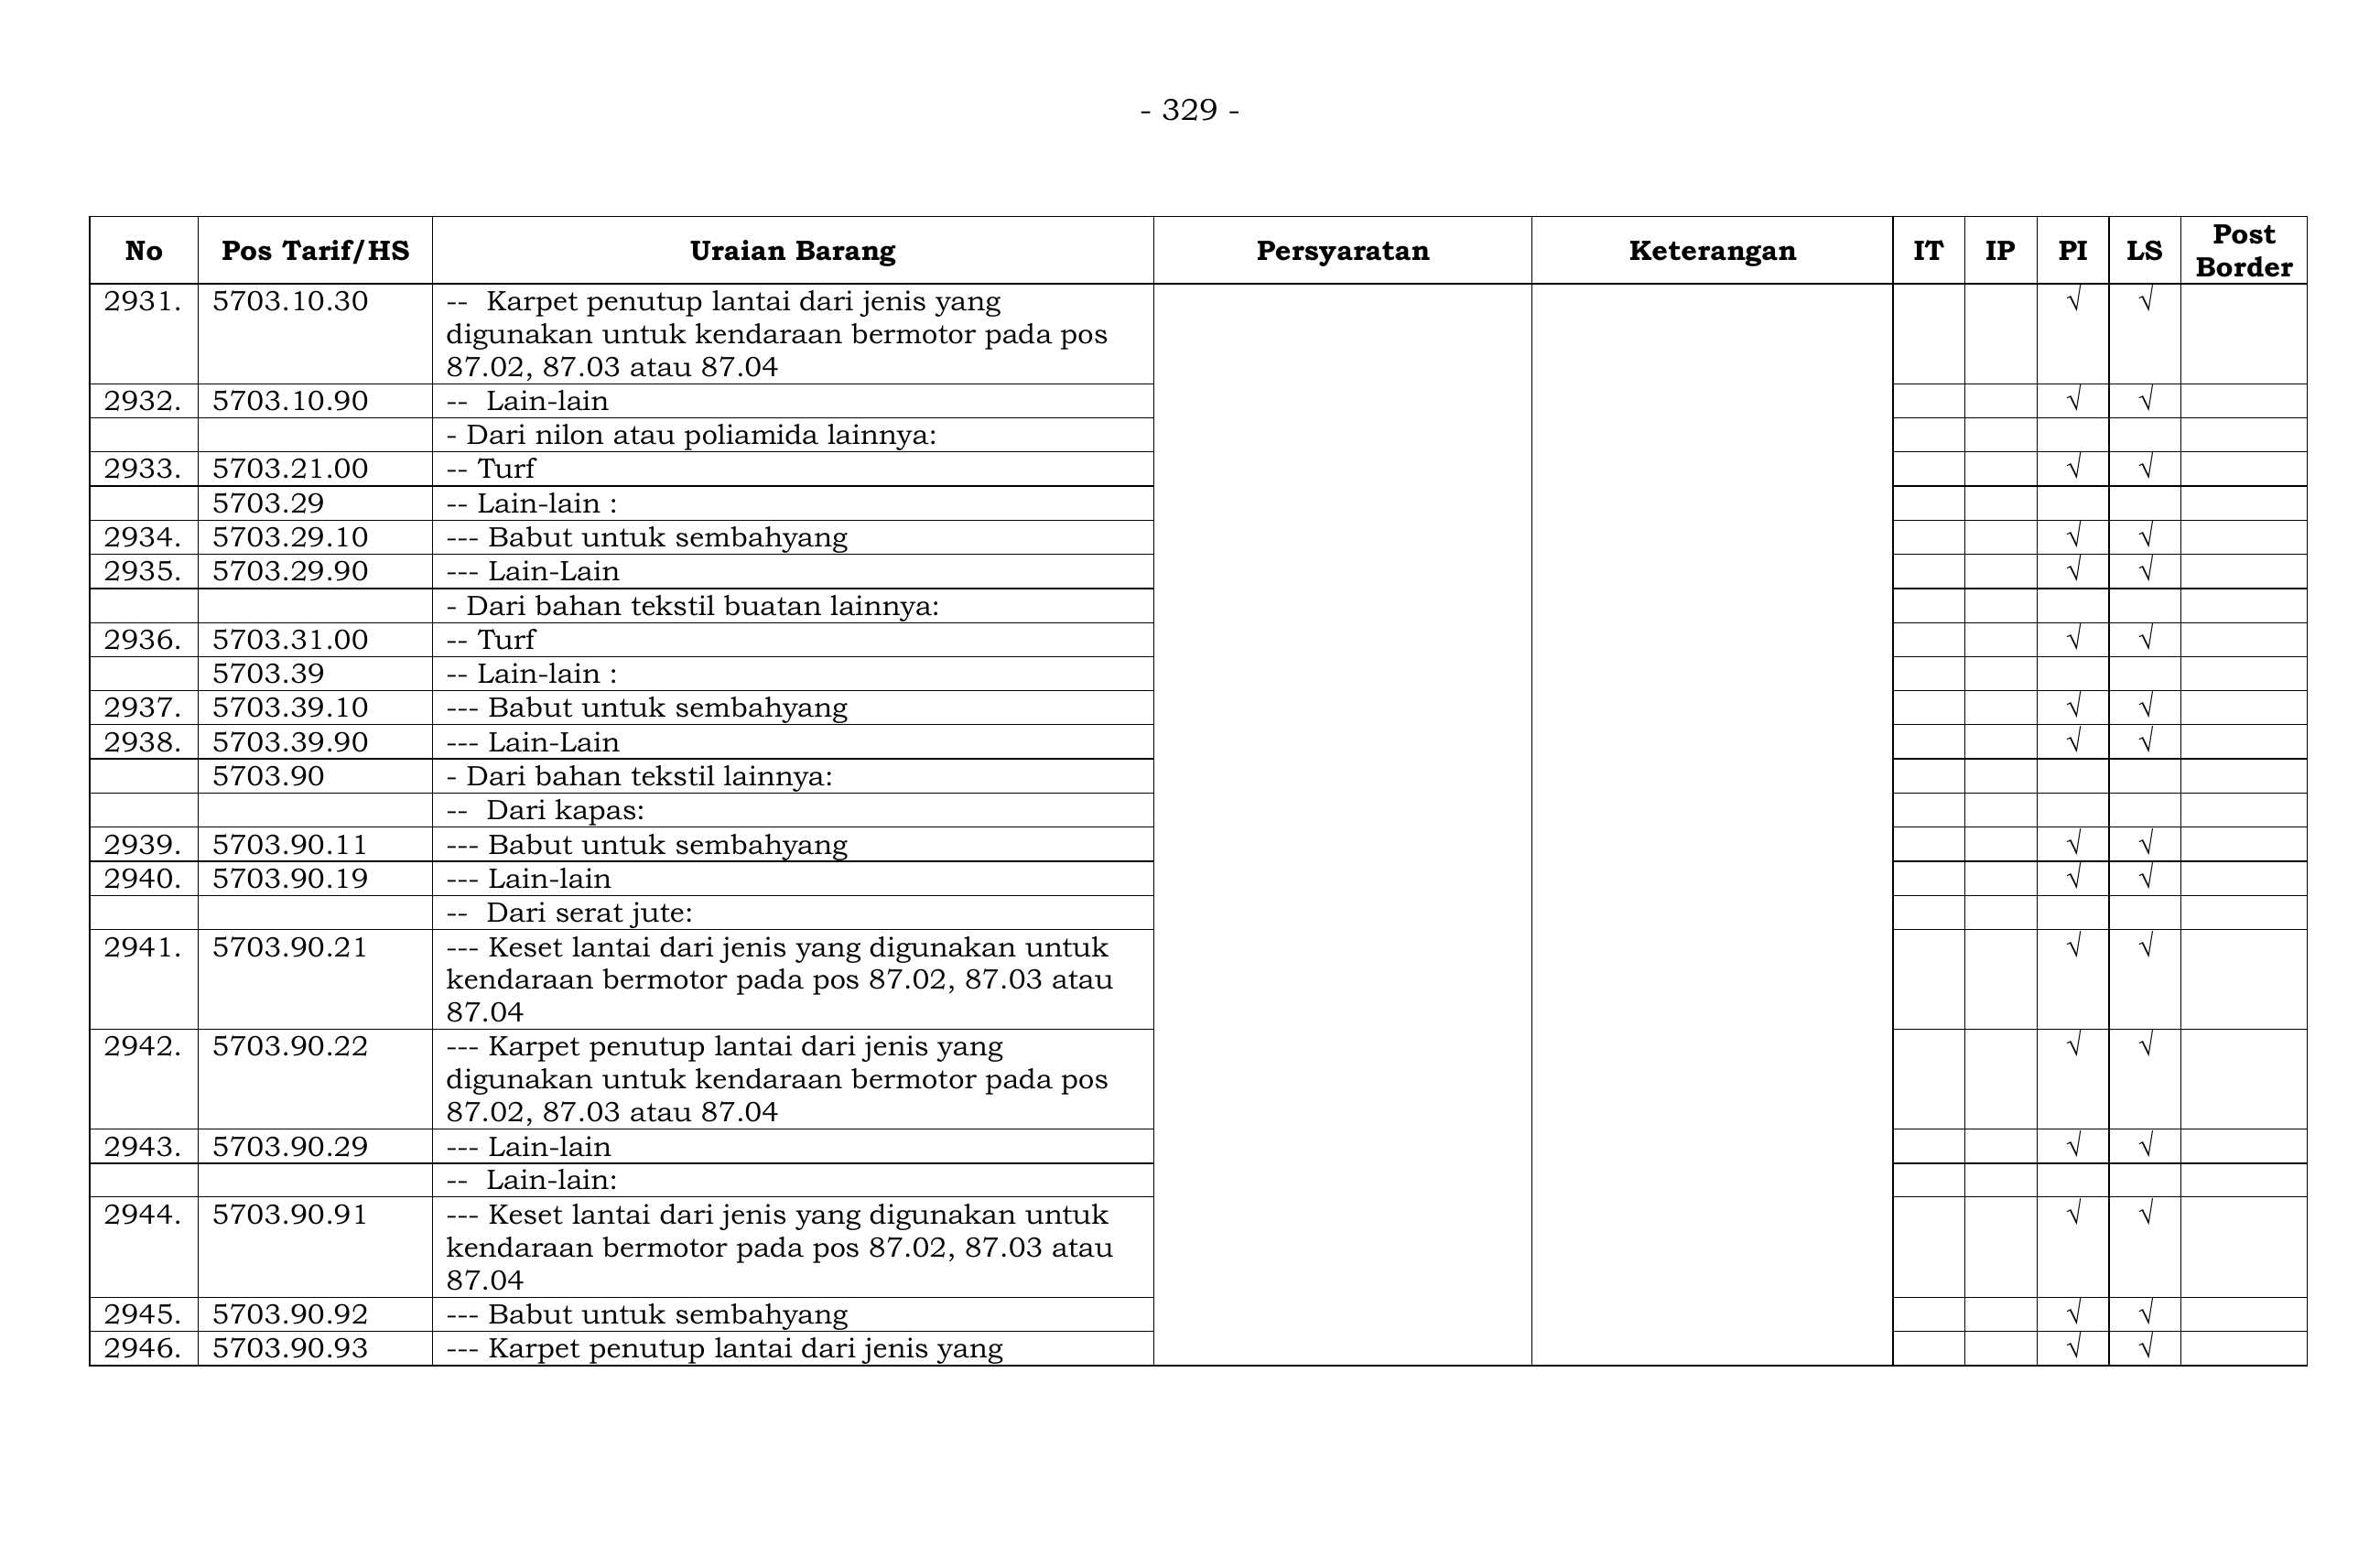 - 329 -
No Pos Tarif/HS Uraian Barang Persyaratan Keterangan IT IP PI LS Post Border
2931. 5703.10.30 -- Karpet penutup lantai dari jenis yang √ √
digunakan untuk kendaraan bermotor pada pos
87.02, 87.03 atau 87.04
2932. 5703.10.90 -- Lain-lain √ √
- Dari nilon atau poliamida lainnya:
2933. 5703.21.00 -- Turf √ √
5703.29 -- Lain-lain :
2934. 5703.29.10 --- Babut untuk sembahyang √ √
2935. 5703.29.90 --- Lain-Lain √ √
- Dari bahan tekstil buatan lainnya:
2936. 5703.31.00 -- Turf √ √
5703.39 -- Lain-lain :
2937. 5703.39.10 --- Babut untuk sembahyang √ √
2938. 5703.39.90 --- Lain-Lain √ √
5703.90 - Dari bahan tekstil lainnya:
-- Dari kapas:
2939. 5703.90.11 --- Babut untuk sembahyang √ √
2940. 5703.90.19 --- Lain-lain √ √
-- Dari serat jute:
2941. 5703.90.21 --- Keset lantai dari jenis yang digunakan untuk √ √
kendaraan bermotor pada pos 87.02, 87.03 atau
87.04
2942. 5703.90.22 --- Karpet penutup lantai dari jenis yang √ √
digunakan untuk kendaraan bermotor pada pos
87.02, 87.03 atau 87.04
2943. 5703.90.29 --- Lain-lain √ √
-- Lain-lain:
2944. 5703.90.91 --- Keset lantai dari jenis yang digunakan untuk √ √
kendaraan bermotor pada pos 87.02, 87.03 atau
87.04
2945. 5703.90.92 --- Babut untuk sembahyang √ √
2946. 5703.90.93 --- Karpet penutup lantai dari jenis yang √ √